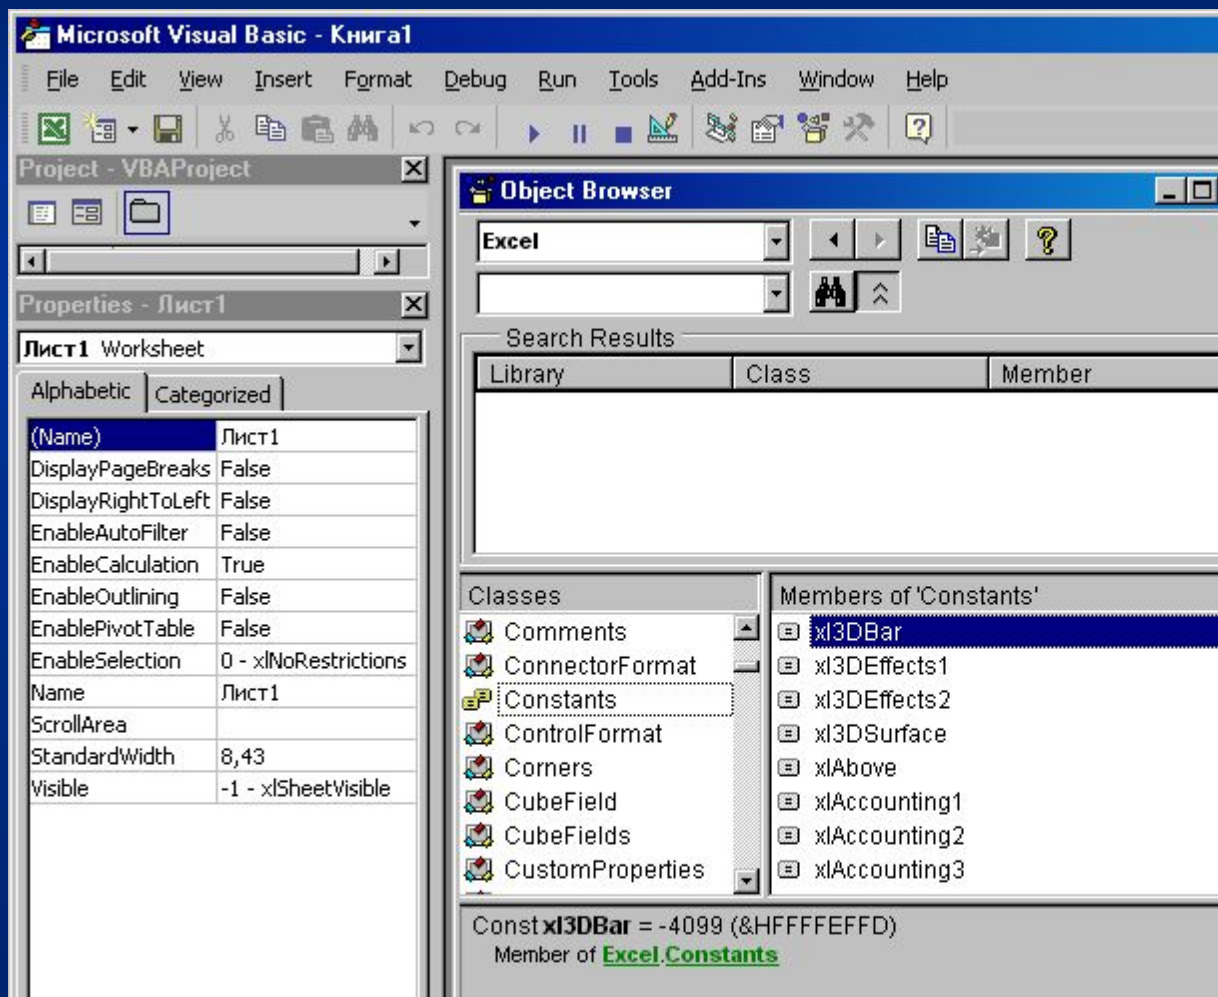 Microsoft Visual Basic - Книга1
File Edit View Insert Format Debug Run Tools Add-Ins Window Help
Project - VBAProject
Properties - Лист1
Лист1 Worksheet
Alphabetic Categorized
(Name) Лист1
DisplayPageBreaks False
DisplayRightToLeft False
EnableAutoFilter False
EnableCalculation True
EnableOutlining False
EnablePivotTable False
EnableSelection 0 - xlNoRestrictions
Name Лист1
ScrollArea
StandardWidth 8,43
Visible -1 - xlSheetVisible
Object Browser
Excel
Search Results
Library Class Member
Classes
Comments
ConnectorFormat
Constants
ControlFormat
Corners
CubeField
CubeFields
CustomProperties
Members of 'Constants'
xl3DBar
xl3DEffects1
xl3DEffects2
xl3DSurface
xlAbove
xlAccounting1
xlAccounting2
xlAccounting3
Const xl3DBar = -4099 (&HFFFFEFFD)
Member of Excel.Constants